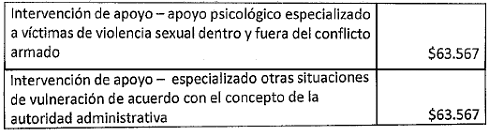 Intervención de apoyo – apoyo psicológico especializado
a víctimas de violencia sexual dentro y fuera del conflicto
armado $63.567
Intervención de apoyo – especializado otras situaciones
de vulneración de acuerdo con el concepto de la
autoridad administrativa $63.567